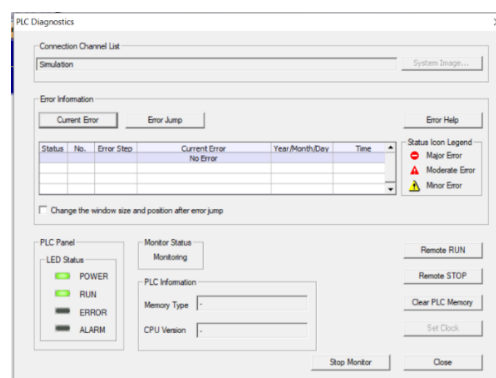 PLC Diagnostics
Connection Channel List
Simulation
System Image...
Error Information
Current Error
Error Jump
Error Help
Status No. Error Step Current Error Year/Month/Day Time
No Error
Status Icon Legend
Major Error
Moderate Error
Minor Error
Change the window size and position after error jump
PLC Panel
LED Status
POWER
RUN
ERROR
ALARM
Monitor Status
Monitoring
PLC Information
Memory Type -
CPU Version -
Remote RUN
Remote STOP
Clear PLC Memory
Set Clock
Stop Monitor
Close